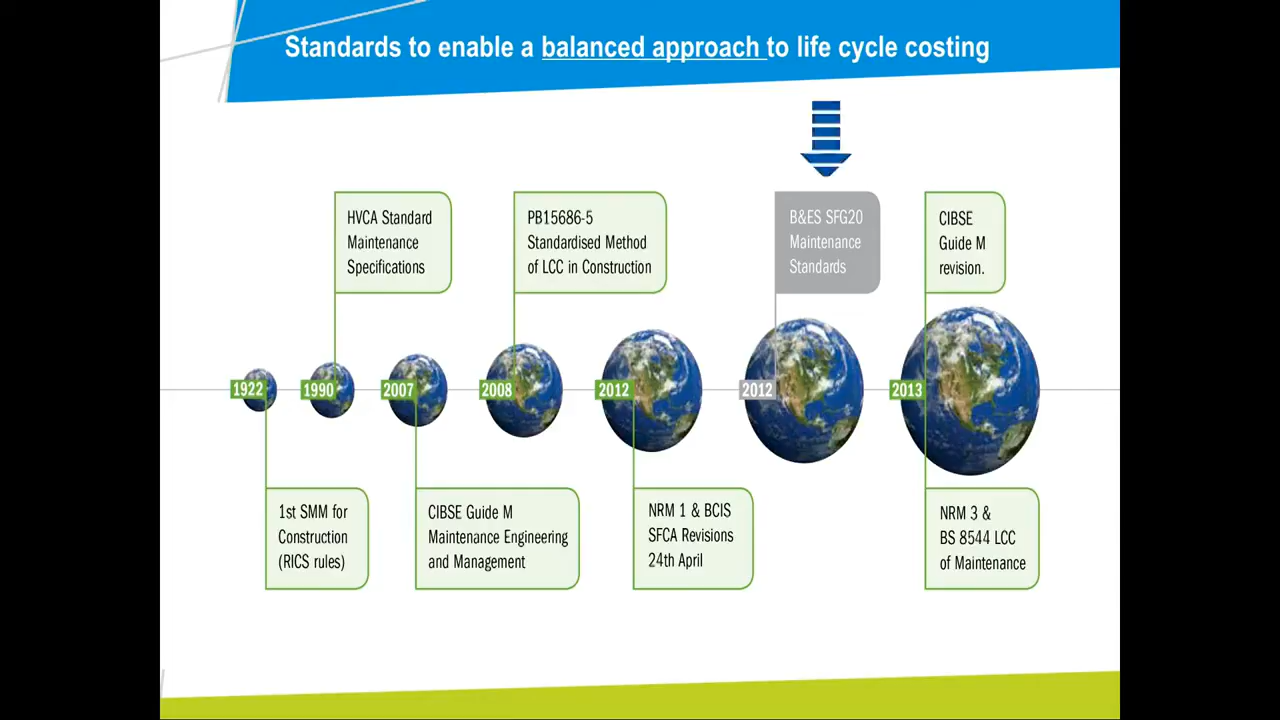 Standards to enable a balanced approach to life cycle costing
HVCA Standard
Maintenance
Specifications
PB15686-5
Standardised Method
of LCC in Construction
B&ES SFG20
Maintenance
Standards
CIBSE
Guide M
revision.
1922
1990
2007
2008
2012
2012
2013
1st SMM for
Construction
(RICS rules)
CIBSE Guide M
Maintenance Engineering
and Management
NRM 1 & BCIS
SFCA Revisions
24th April
NRM 3 &
BS 8544 LCC
of Maintenance